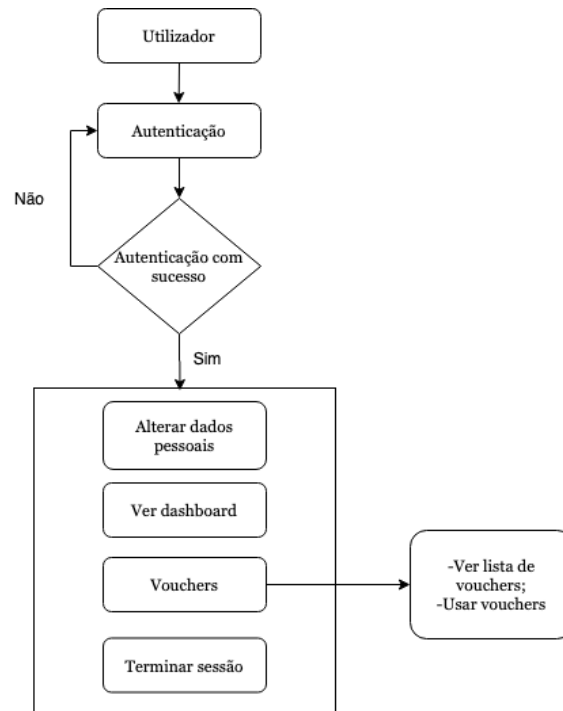 Utilizador
Autenticação
Não
Autenticação com
sucesso
Sim
Alterar dados
pessoais
Ver dashboard
Vouchers
-Ver lista de
vouchers;
-Usar vouchers
Terminar sessão